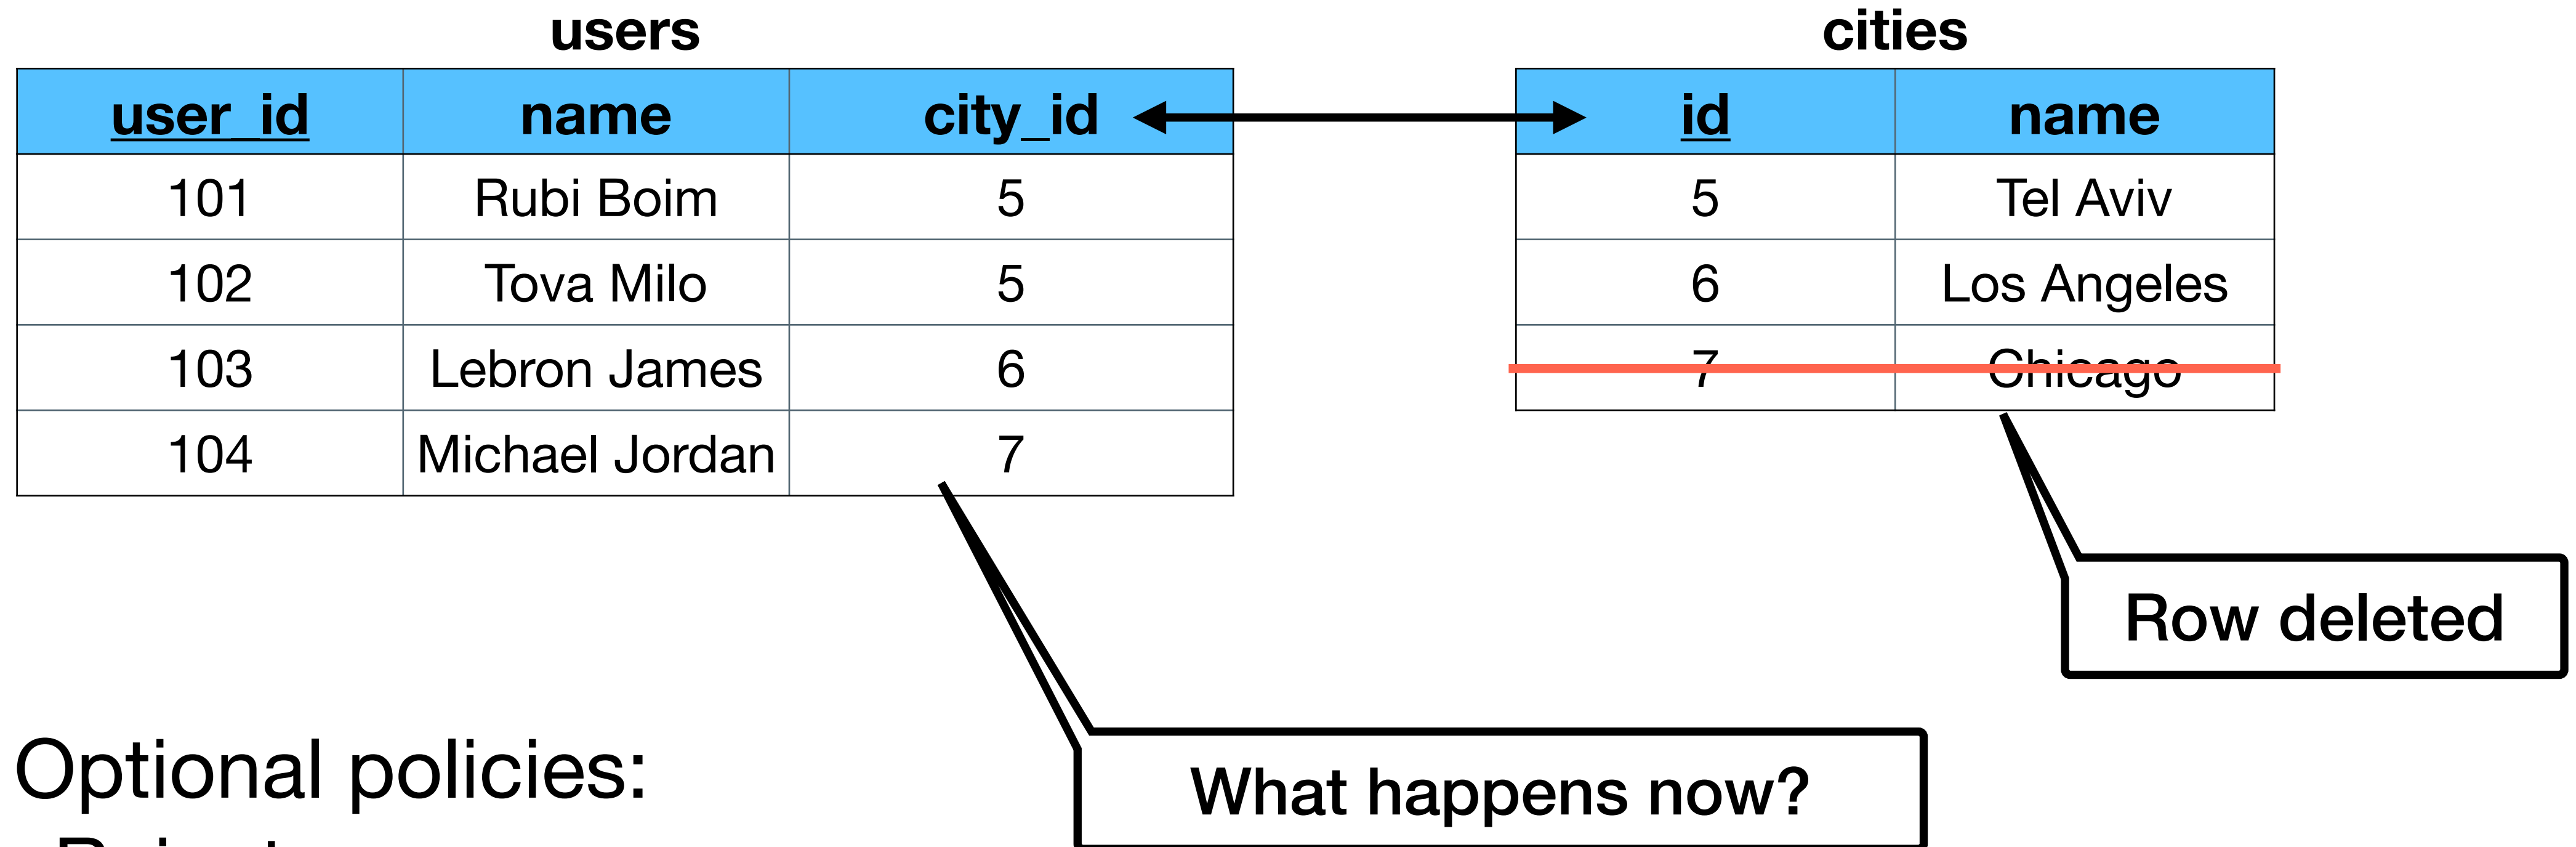 users
user_id name city_id
101 Rubi Boim 5
102 Tova Milo 5
103 Lebron James 6
104 Michael Jordan 7
cities
id name
5 Tel Aviv
6 Los Angeles
7 Chicago
Row deleted
What happens now?
Optional policies: